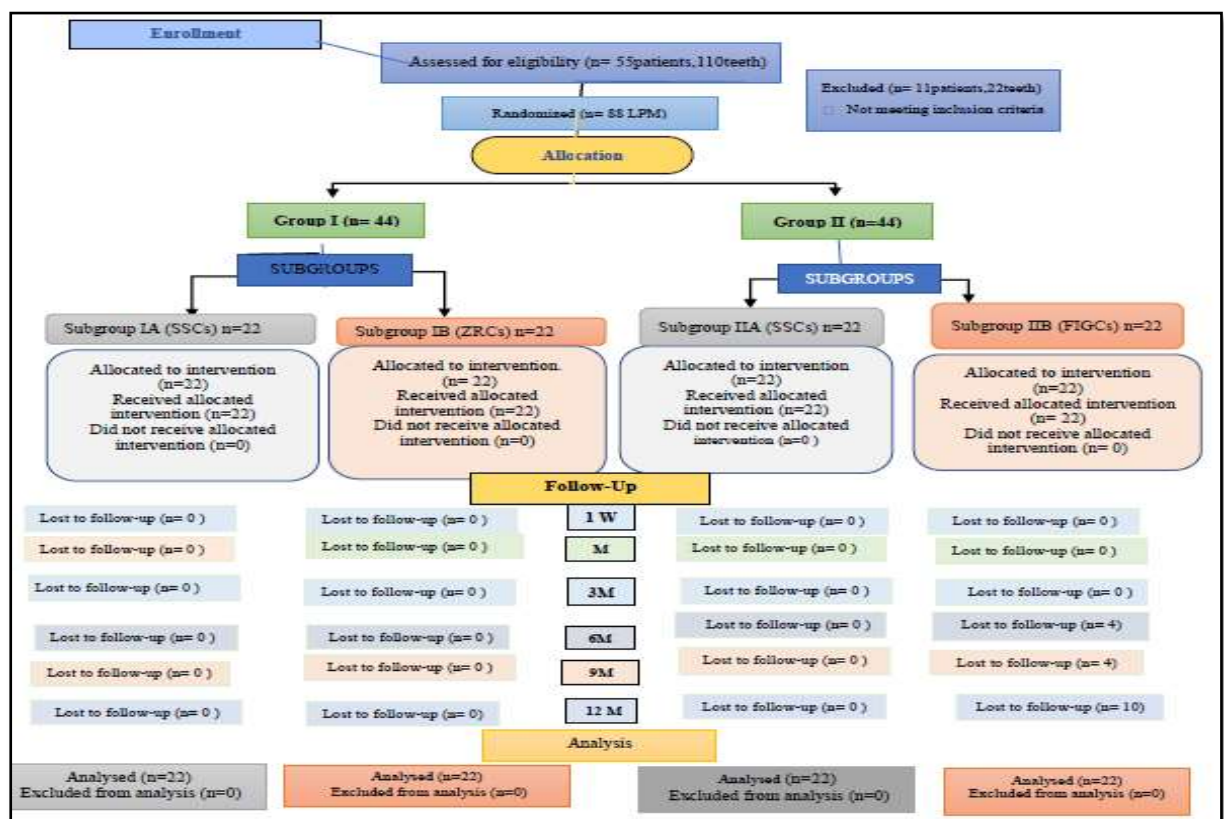 Enrollment
Assessed for eligibility (n= 55patients,110teeth)
Excluded (n= 11patients,22teeth)
Not meeting inclusion criteria
Randomized (n= 88 LPM)
Allocation
Group I (n= 44)
Group II (n=44)
SUBGROUPS
SUBGROUPS
Subgroup IA (SSCs) n=22
Subgroup IB (ZRCs) n=22
Subgroup IIA (SSCs) n=22
Subgroup IIB (FIGCs) n=22
Allocated to intervention
(n=22)
Received allocated
intervention (n=22)
Did not receive allocated
intervention (n=0)
Allocated to intervention.
(n= 22)
Received allocated
intervention (n=22)
Did not receive allocated
intervention (n=0)
Allocated to intervention
(n=22)
Received allocated
intervention (n=22)
Did not receive allocated
intervention (n=0 )
Allocated to intervention
(n=22)
Received allocated intervention
(n= 22)
Did not receive allocated
intervention (n= 0)
Follow-Up
Lost to follow-up (n= 0 )
Lost to follow-up (n= 0 )
1 W
Lost to follow-up (n= 0 )
Lost to follow-up (n= 0 )
Lost to follow-up (n= 0 )
Lost to follow-up (n= 0 )
M
Lost to follow-up (n= 0 )
Lost to follow-up (n= 0 )
Lost to follow-up (n= 0 )
Lost to follow-up (n= 0 )
3M
Lost to follow-up (n= 0 )
Lost to follow-up (n= 0 )
Lost to follow-up (n= 0 )
Lost to follow-up (n= 0 )
6M
Lost to follow-up (n= 0 )
Lost to follow-up (n= 4)
Lost to follow-up (n= 0 )
Lost to follow-up (n= 0 )
9M
Lost to follow-up (n= 0 )
Lost to follow-up (n= 4)
Lost to follow-up (n= 0 )
Lost to follow-up (n= 0)
12 M
Lost to follow-up (n= 0 )
Lost to follow-up (n= 10)
Analysis
Analysed (n=22)
Excluded from analysis (n=0)
Analysed (n=22)
Excluded from analysis (n=0)
Analysed (n=22)
Excluded from analysis (n=0)
Analysed (n=22)
Excluded from analysis (n=0)